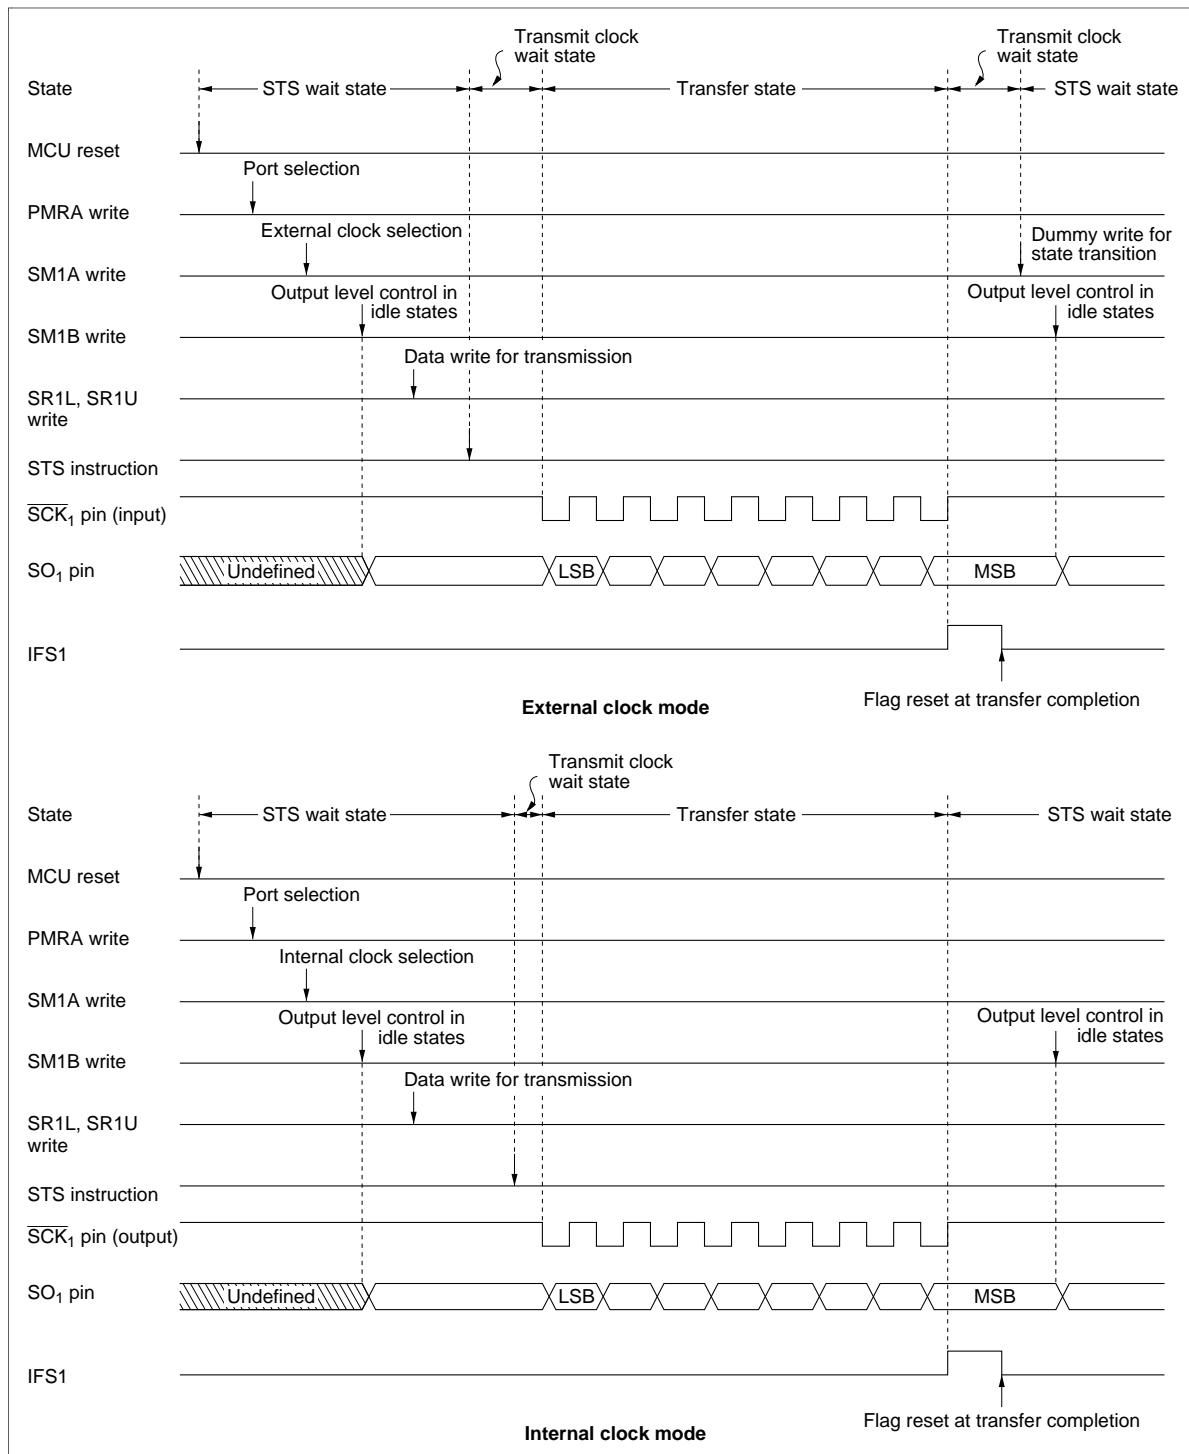 Transmit clock
wait state
Transmit clock
wait state
State
STS wait state
Transfer state
STS wait state
MCU reset
Port selection
PMRA write
External clock selection
Dummy write for
state transition
SM1A write
Output level control in
idle states
Output level control in
idle states
SM1B write
Data write for transmission
SR1L, SR1U
write
STS instruction
SCK1 pin (input)
SO1 pin
Undefined
LSB
MSB
IFS1
Flag reset at transfer completion
External clock mode
Transmit clock
wait state
State
STS wait state
Transfer state
STS wait state
MCU reset
Port selection
PMRA write
Internal clock selection
SM1A write
Output level control in
idle states
Output level control in
idle states
SM1B write
Data write for transmission
SR1L, SR1U
write
STS instruction
SCK1 pin (output)
SO1 pin
Undefined
LSB
MSB
IFS1
Flag reset at transfer completion
Internal clock mode